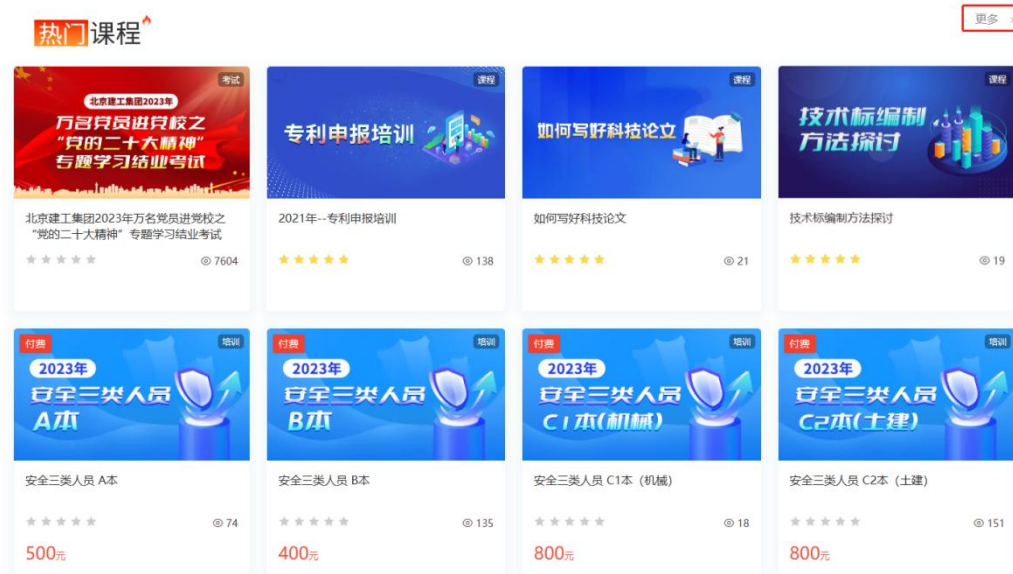 热门课程
更多 >
考试
北京建工集团2023年
万名党员进党校之
“党的二十大精神”
专题学习结业考试
北京建工集团2023年万名党员进党校之
“党的二十大精神”专题学习结业考试
7604
课程
专利申报培训
2021年--专利申报培训
138
课程
如何写好科技论文
如何写好科技论文
21
课程
技术标编制
方法探讨
技术标编制方法探讨
19
付费
培训
2023年
安全三类人员
A本
安全三类人员 A本
74
500元
付费
培训
2023年
安全三类人员
B本
安全三类人员 B本
135
400元
付费
培训
2023年
安全三类人员
C1本(机械)
安全三类人员 C1本（机械)
18
800元
付费
培训
2023年
安全三类人员
C2本(土建)
安全三类人员 C2本（土建)
151
800元